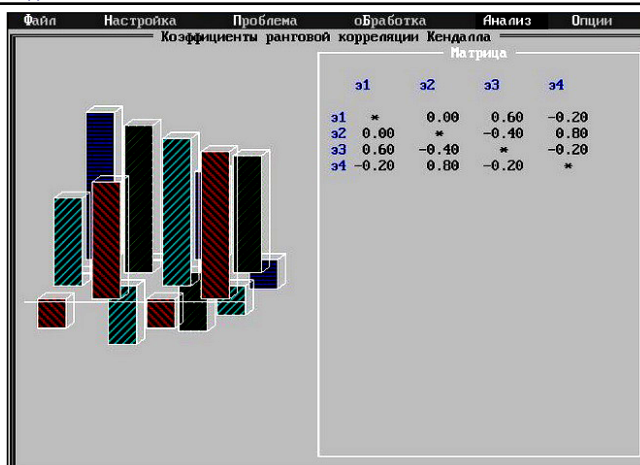 Файл Настройка Проблема оБработка Анализ Опции
Коэффициенты ранговой корреляции Кендалла
Матрица
э1 э2 э3 э4
э1 * 0.00 0.60 -0.20
э2 0.00 * -0.40 0.80
э3 0.60 -0.40 * -0.20
э4 -0.20 0.80 -0.20 *